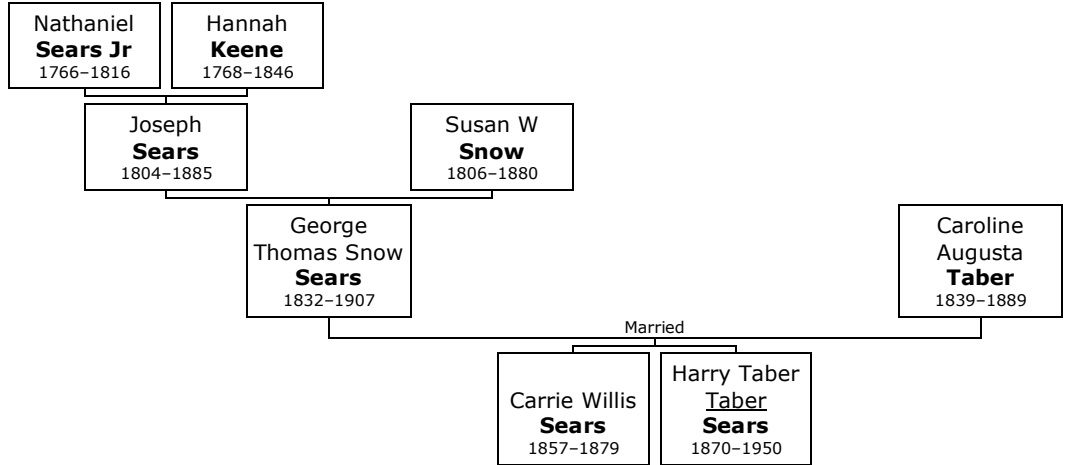 Nathaniel
Sears Jr
1766–1816
Hannah
Keene
1768–1846
Joseph
Sears
1804–1885
Susan W
Snow
1806–1880
George
Thomas Snow
Sears
1832–1907
Caroline
Augusta
Taber
1839–1889
Married
Carrie Willis
Sears
1857–1879
Harry Taber
Taber
Sears
1870–1950